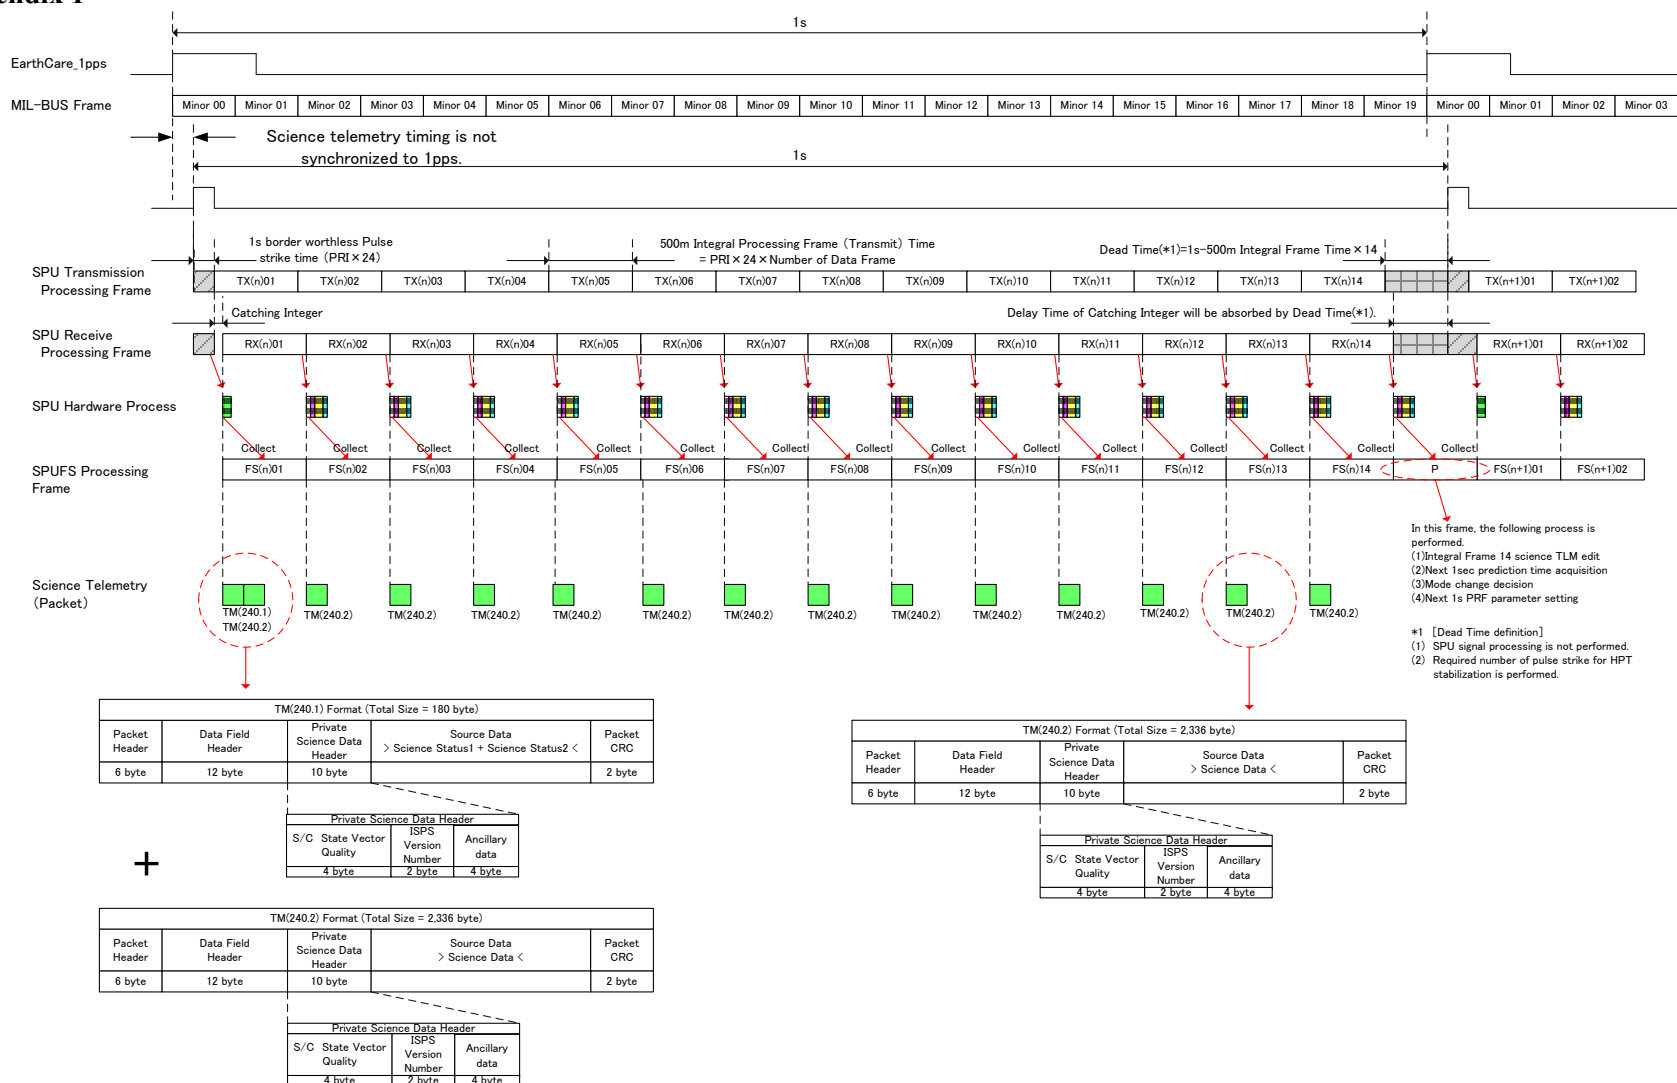 1s
EarthCare_1pps
MIL-BUS Frame
Minor 00 Minor 01 Minor 02 Minor 03 Minor 04 Minor 05 Minor 06 Minor 07 Minor 08 Minor 09 Minor 10 Minor 11 Minor 12 Minor 13 Minor 14 Minor 15 Minor 16 Minor 17 Minor 18 Minor 19 Minor 00 Minor 01 Minor 02 Minor 03
Science telemetry timing is not
synchronized to 1pps.
1s
1s border worthless Pulse
strike time (PRI×24)
500m Integral Processing Frame (Transmit) Time
= PRI×24×Number of Data Frame
Dead Time(*1)=1s-500m Integral Frame Time×14
SPU Transmission
Processing Frame
TX(n)01 TX(n)02 TX(n)03 TX(n)04 TX(n)05 TX(n)06 TX(n)07 TX(n)08 TX(n)09 TX(n)10 TX(n)11 TX(n)12 TX(n)13 TX(n)14 TX(n+1)01 TX(n+1)02
Catching Integer
Delay Time of Catching Integer will be absorbed by Dead Time(*1).
SPU Receive
Processing Frame
RX(n)01 RX(n)02 RX(n)03 RX(n)04 RX(n)05 RX(n)06 RX(n)07 RX(n)08 RX(n)09 RX(n)10 RX(n)11 RX(n)12 RX(n)13 RX(n)14 RX(n+1)01 RX(n+1)02
SPU Hardware Process
Collect Collect Collect Collect Collect Collect Collect Collect Collect Collect Collect Collect Collect Collect Collect
SPUFS Processing
Frame
FS(n)01 FS(n)02 FS(n)03 FS(n)04 FS(n)05 FS(n)06 FS(n)07 FS(n)08 FS(n)09 FS(n)10 FS(n)11 FS(n)12 FS(n)13 FS(n)14 P FS(n+1)01 FS(n+1)02
In this frame, the following process is
performed.
(1)Integral Frame 14 science TLM edit
(2)Next 1sec prediction time acquisition
(3)Mode change decision
(4)Next 1s PRF parameter setting
*1 [Dead Time definition]
(1) SPU signal processing is not performed.
(2) Required number of pulse strike for HPT
stabilization is performed.
Science Telemetry
(Packet)
TM(240.1)
TM(240.2)
TM(240.2) TM(240.2) TM(240.2) TM(240.2) TM(240.2) TM(240.2) TM(240.2) TM(240.2) TM(240.2) TM(240.2) TM(240.2) TM(240.2) TM(240.2)
TM(240.1) Format (Total Size = 180 byte)
Packet
Header
Data Field
Header
Private
Science Data
Header
Source Data
> Science Status1 + Science Status2 <
Packet
CRC
6 byte 12 byte 10 byte 2 byte
Private Science Data Header
S/C State Vector
Quality
ISPS
Version
Number
Ancillary
data
4 byte 2 byte 4 byte
+
TM(240.2) Format (Total Size = 2,336 byte)
Packet
Header
Data Field
Header
Private
Science Data
Header
Source Data
> Science Data <
Packet
CRC
6 byte 12 byte 10 byte 2 byte
Private Science Data Header
S/C State Vector
Quality
ISPS
Version
Number
Ancillary
data
4 byte 2 byte 4 byte
TM(240.2) Format (Total Size = 2,336 byte)
Packet
Header
Data Field
Header
Private
Science Data
Header
Source Data
> Science Data <
Packet
CRC
6 byte 12 byte 10 byte 2 byte
Private Science Data Header
S/C State Vector
Quality
ISPS
Version
Number
Ancillary
data
4 byte 2 byte 4 byte